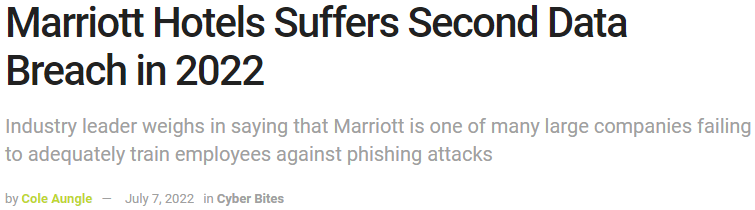 Marriott Hotels Suffers Second Data
Breach in 2022
Industry leader weighs in saying that Marriott is one of many large companies failing
to adequately train employees against phishing attacks
by Cole Aungle — July 7, 2022 in Cyber Bites